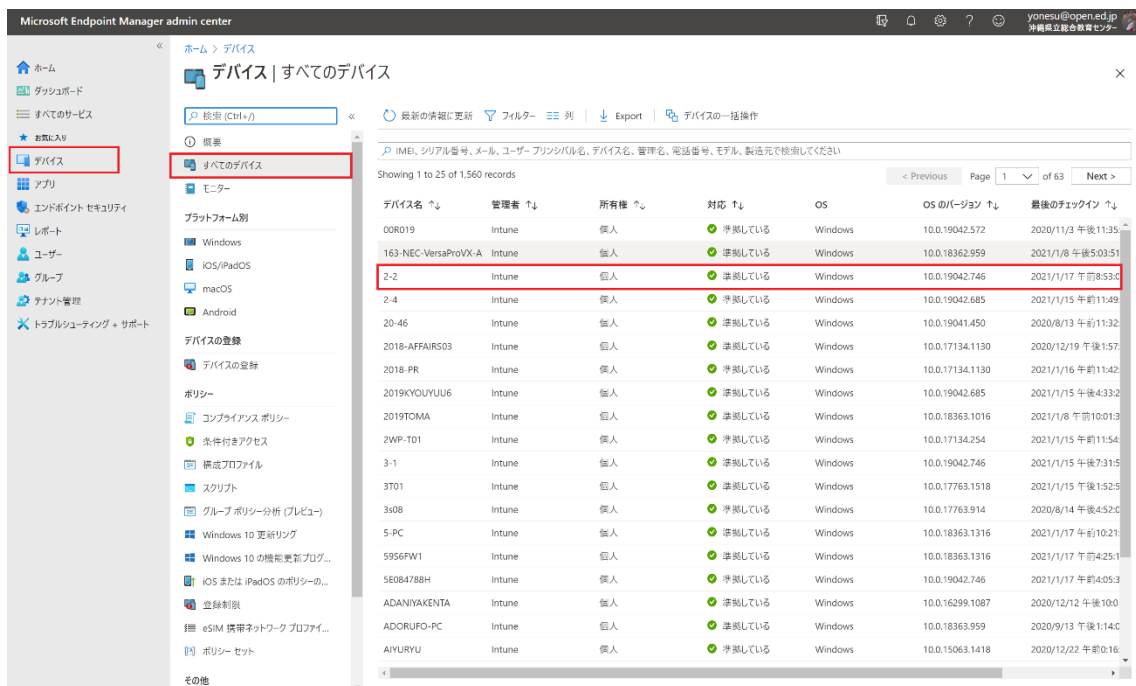 Microsoft Endpoint Manager admin center
yonesu@open.ed.jp
沖縄県立総合教育センター
ホーム > デバイス
デバイス | すべてのデバイス
ホーム
ダッシュボード
すべてのサービス
お気に入り
デバイス
アプリ
エンドポイント セキュリティ
レポート
ユーザー
グループ
テナント管理
トラブルシューティング + サポート
検索 (Ctrl+/)
概要
すべてのデバイス
モニター
プラットフォーム別
Windows
iOS/iPadOS
macOS
Android
デバイスの登録
デバイスの登録
ポリシー
コンプライアンス ポリシー
条件付きアクセス
構成プロファイル
スクリプト
グループ ポリシー分析 (プレビュー)
Windows 10 更新リング
Windows 10 の機能更新プログ...
iOS または iPadOS のポリシーの...
登録制限
eSIM 携帯ネットワーク プロファイ...
ポリシー セット
その他
最新の情報に更新 フィルター 列 Export デバイスの一括操作
IMEI、シリアル番号、メール、ユーザー プリンシパル名、デバイス名、管理名、電話番号、モデル、製造元で検索してください
Showing 1 to 25 of 1,560 records
< Previous Page 1 of 63 Next >
デバイス名 ↑↓ 管理者 ↑↓ 所有権 ↑↓ 対応 ↑↓ OS OS のバージョン ↑↓ 最後のチェックイン ↑↓
00R019 Intune 個人 準拠している Windows 10.0.19042.572 2020/11/3 午後11:35:
163-NEC-VersaProVX-A Intune 個人 準拠している Windows 10.0.18362.959 2021/1/8 午後5:03:51
2-2 Intune 個人 準拠している Windows 10.0.19042.746 2021/1/17 午前8:53:0
2-4 Intune 個人 準拠している Windows 10.0.19042.685 2021/1/15 午前11:49:
20-46 Intune 個人 準拠している Windows 10.0.19041.450 2020/8/13 午前11:32:
2018-AFFAIRS03 Intune 個人 準拠している Windows 10.0.17134.1130 2020/12/19 午後1:57:
2018-PR Intune 個人 準拠している Windows 10.0.17134.1130 2021/1/16 午前11:42:
2019KYOUYUU6 Intune 個人 準拠している Windows 10.0.19042.685 2021/1/15 午後4:33:2
2019TOMA Intune 個人 準拠している Windows 10.0.18363.1016 2021/1/8 午前10:01:3
2WP-T01 Intune 個人 準拠している Windows 10.0.17134.254 2021/1/15 午前11:54:
3-1 Intune 個人 準拠している Windows 10.0.19042.746 2021/1/15 午後7:31:5
3T01 Intune 個人 準拠している Windows 10.0.17763.1518 2021/1/15 午後1:52:5
3s08 Intune 個人 準拠している Windows 10.0.17763.914 2020/8/14 午後4:52:0
5-PC Intune 個人 準拠している Windows 10.0.18363.1316 2021/1/17 午前10:21:
5956FW1 Intune 個人 準拠している Windows 10.0.18363.1316 2021/1/17 午前4:25:1
5E084788H Intune 個人 準拠している Windows 10.0.19042.746 2021/1/17 午前4:05:3
ADANIYAKENTA Intune 個人 準拠している Windows 10.0.16299.1087 2020/12/12 午後10:0
ADORUFO-PC Intune 個人 準拠している Windows 10.0.18363.959 2020/9/13 午後1:14:0
AIYURYU Intune 個人 準拠している Windows 10.0.15063.1418 2020/12/22 午前0:16: